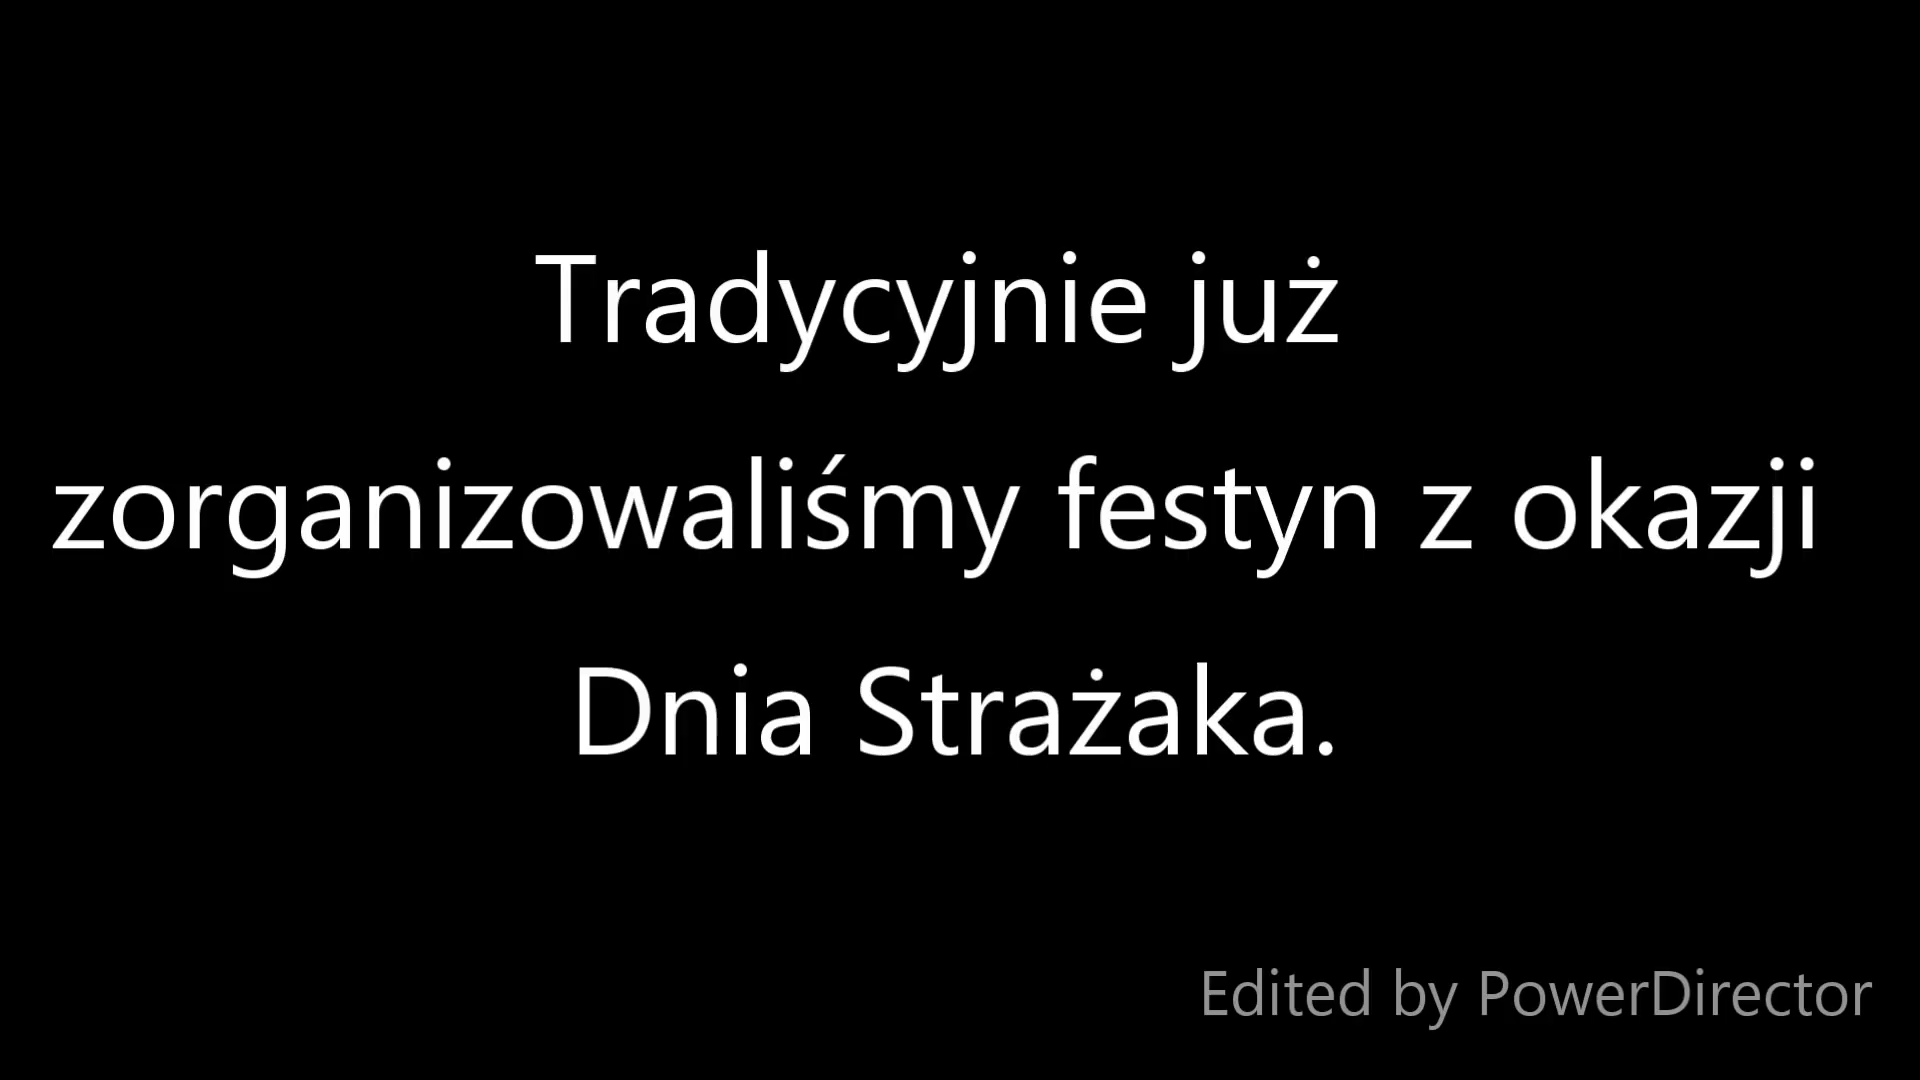 Tradycyjnie już
zorganizowaliśmy festyn z okazji
Dnia Strażaka.
Edited by PowerDirector